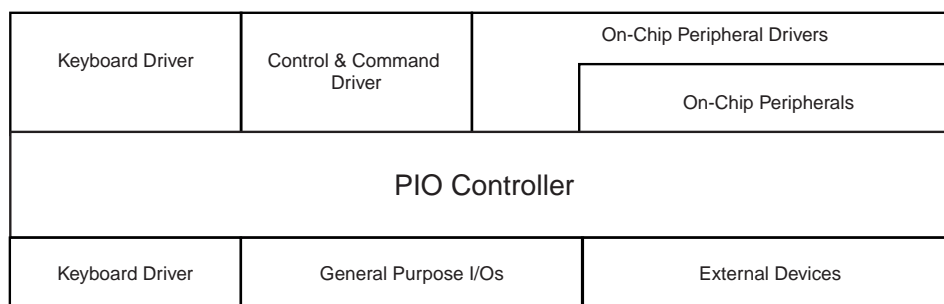 On-Chip Peripheral Drivers
Keyboard Driver
Control & Command
Driver
On-Chip Peripherals
PIO Controller
Keyboard Driver
General Purpose I/Os
External Devices